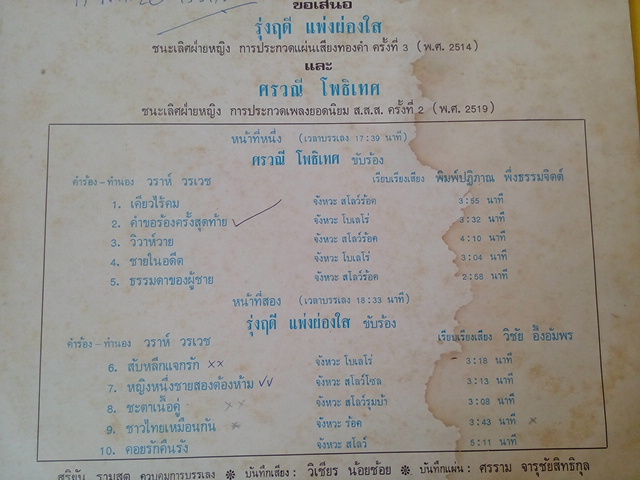 ขอเสนอ
รุ่งฤดี แพ่งย่องใส
ชนะเลิศฝ่ายหญิง การประกวดแผ่นเสียงทองคำ ครั้งที่ 3 (พ.ศ. 2514)
และ
ศรวณี โพธิเทศ
ชนะเลิศฝ่ายหญิง การประกวดเพลงยอดนิยม ส.ส.ส. ครั้งที่ 2 (พ.ศ. 2519)
หน้าที่หนึ่ง (เวลาบรรเลง 17:39 นาที)
ศรวณี โพธิเทศ ขับร้อง
คำร้อง - ทำนอง วราห์ วรเวช เรียบเรียงเสียง พิมพ์ปฏิภาณ พึ่งธรรมจิตต์
1. เคียวไร้คม จังหวะ สโลว์ร้อค 3:55 นาที
2. คำขอร้องครั้งสุดท้าย จังหวะ โบเลโร่ 3:32 นาที
3. วิวาห์วาย จังหวะ สโลว์ร้อค 4:10 นาที
4. ชายในอดีต จังหวะ โบเลโร่ 3:04 นาที
5. ธรรมดาของผู้ชาย จังหวะ สโลว์ร้อค 2:58 นาที
หน้าที่สอง (เวลาบรรเลง 18:33 นาที)
รุ่งฤดี แพ่งย่องใส ขับร้อง
คำร้อง - ทำนอง วราห์ วรเวช เรียบเรียงเสียง วิชัย อึ้งอัมพร
6. สับหลีกแจกรัก xx จังหวะ โบเลโร่ 3:18 นาที
7. หญิงหนึ่งชายสองต้องห้าม จังหวะ สโลว์โซล 3:13 นาที
8. ชะตาเนื้อคู่ xx จังหวะ สโลว์รุมบ้า 3:08 นาที
9. ชาวไทยเหมือนกัน x จังหวะ ร้อค 3:43 นาที x
10. คอยรักคืนรัง จังหวะ สโลว์ 5:11 นาที
สุริยัน รามสูต ควบคุมการบรรเลง ❋ บันทึกเสียง : วิเชียร น้อยช้อย ❋ บันทึกแผ่น : ศรราม จารุชัยสิทธิกุล